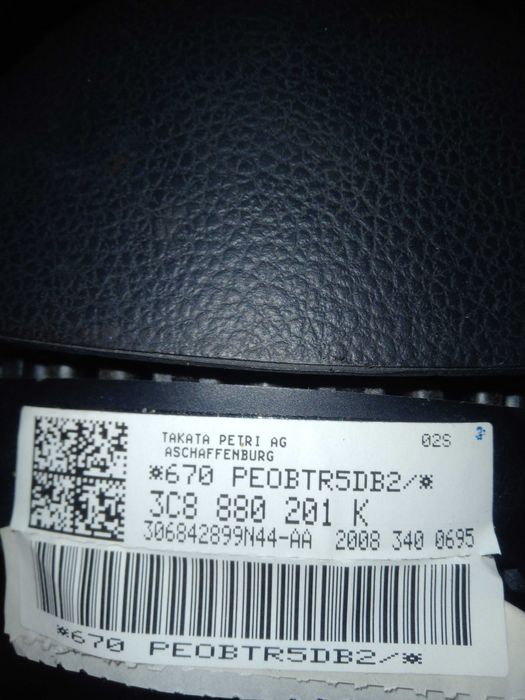 TAKATA PETRI AG 02S
ASCHAFFENBURG
*670 PEOBTR5DB2/*
3C8 880 201 K
306842899N44-AA 2008 340 0695
*670 PEOBTR5DB2/*